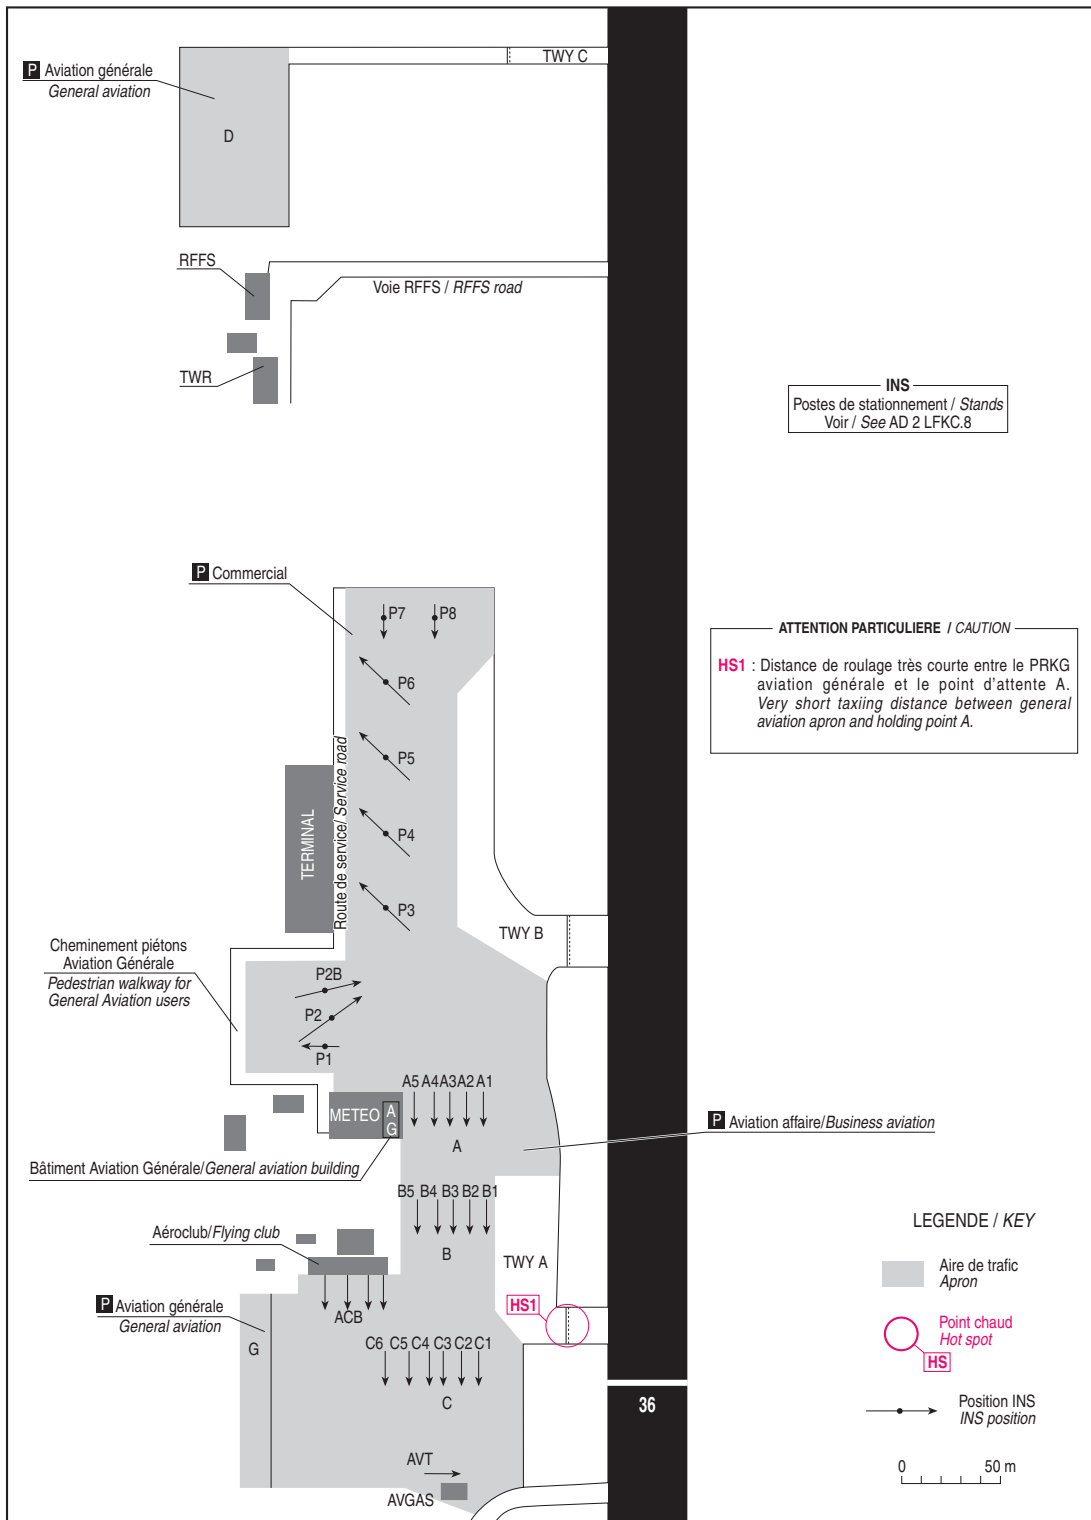 TWY C
P Aviation générale
General aviation
D
RFFS
Voie RFFS / RFFS road
TWR
INS
Postes de stationnement / Stands
Voir / See AD 2 LFKC.8
P Commercial
P7
P8
ATTENTION PARTICULIERE / CAUTION
HS1 : Distance de roulage très courte entre le PRKG
aviation générale et le point d'attente A.
Very short taxiing distance between general
aviation apron and holding point A.
P6
P5
P4
P3
TERMINAL
Route de service/ Service road
TWY B
Cheminement piétons
Aviation Générale
Pedestrian walkway for
General Aviation users
P2B
P2
P1
A5 A4 A3 A2 A1
METEO
A
G
A
P Aviation affaire/Business aviation
Bâtiment Aviation Générale/General aviation building
B5 B4 B3 B2 B1
B
TWY A
Aéroclub/Flying club
HS1
P Aviation générale
General aviation
ACB
G
C6 C5 C4 C3 C2 C1
C
36
AVT
AVGAS
LEGENDE / KEY
Aire de trafic
Apron
Point chaud
Hot spot
HS
Position INS
INS position
0 50 m